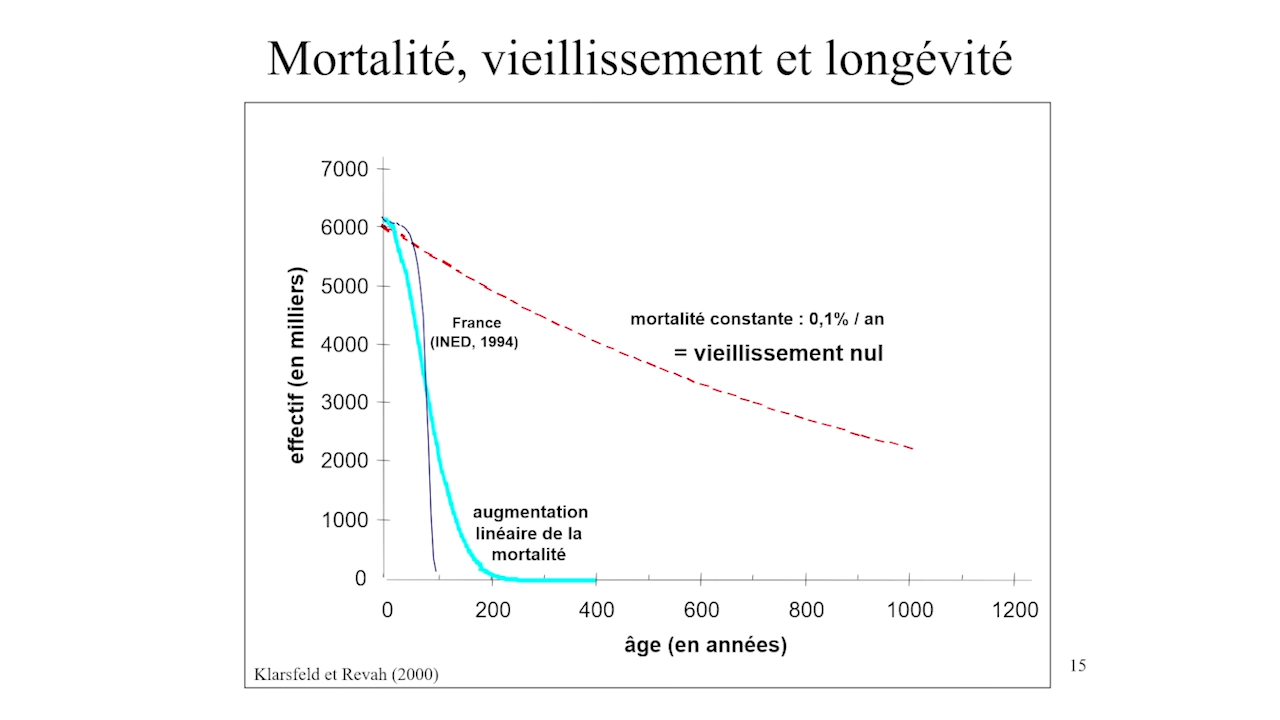 Mortalité, vieillissement et longévité
7000
6000
5000
4000
3000
2000
1000
0
effectif (en milliers)
France
(INED, 1994)
mortalité constante : 0,1% / an
= vieillissement nul
augmentation
linéaire de la
mortalité
0 200 400 600 800 1000 1200
âge (en années)
Klarsfeld et Revah (2000)
15